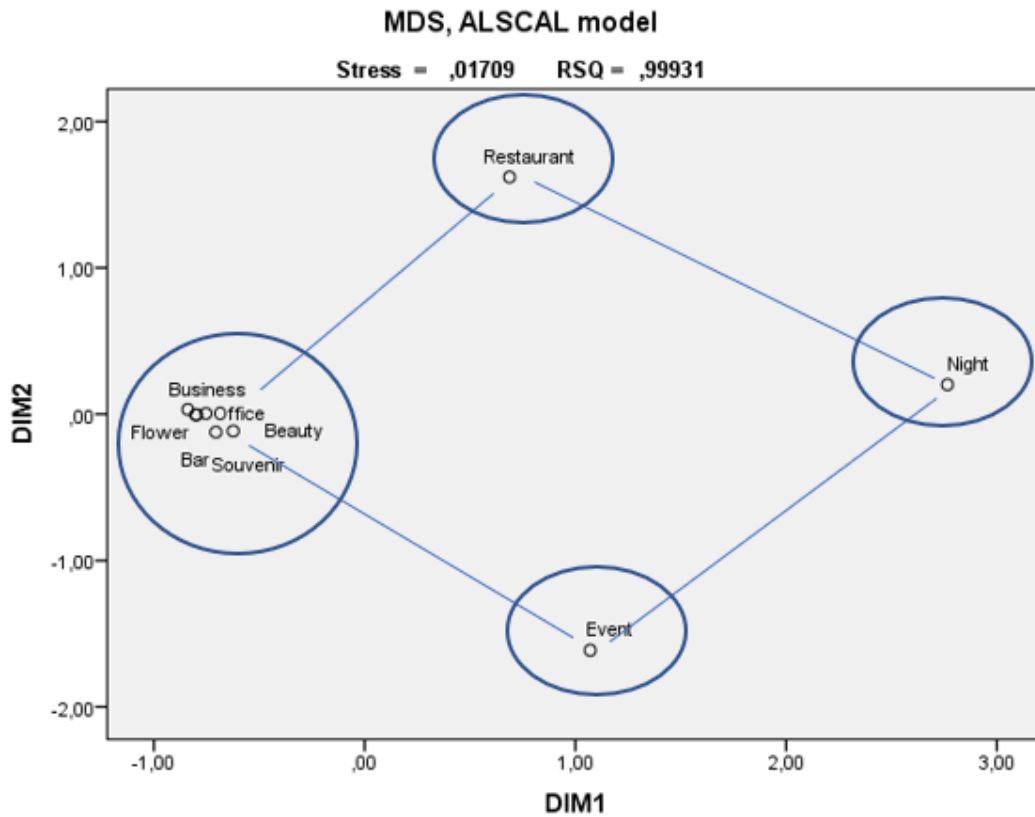 MDS, ALSCAL model
Stress = ,01709 RSQ = ,99931
2,00
1,00
,00
-1,00
-2,00
DIM2
Restaurant
Night
Business
Office
Flower
Beauty
Bar
Souvenir
Event
-1,00 ,00 1,00 2,00 3,00
DIM1